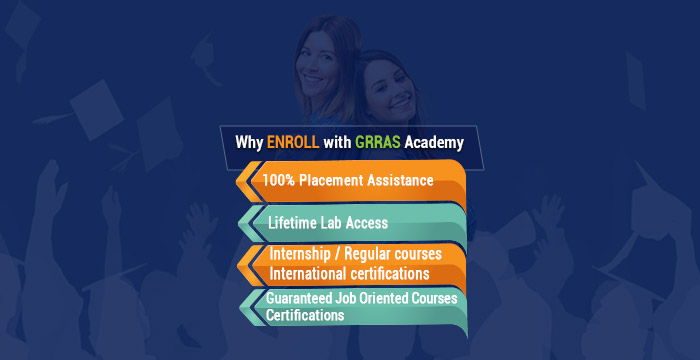 Why ENROLL with GRRAS Academy
100% Placement Assistance
Lifetime Lab Access
Internship / Regular courses
International certifications
Guaranteed Job Oriented Courses
Certifications